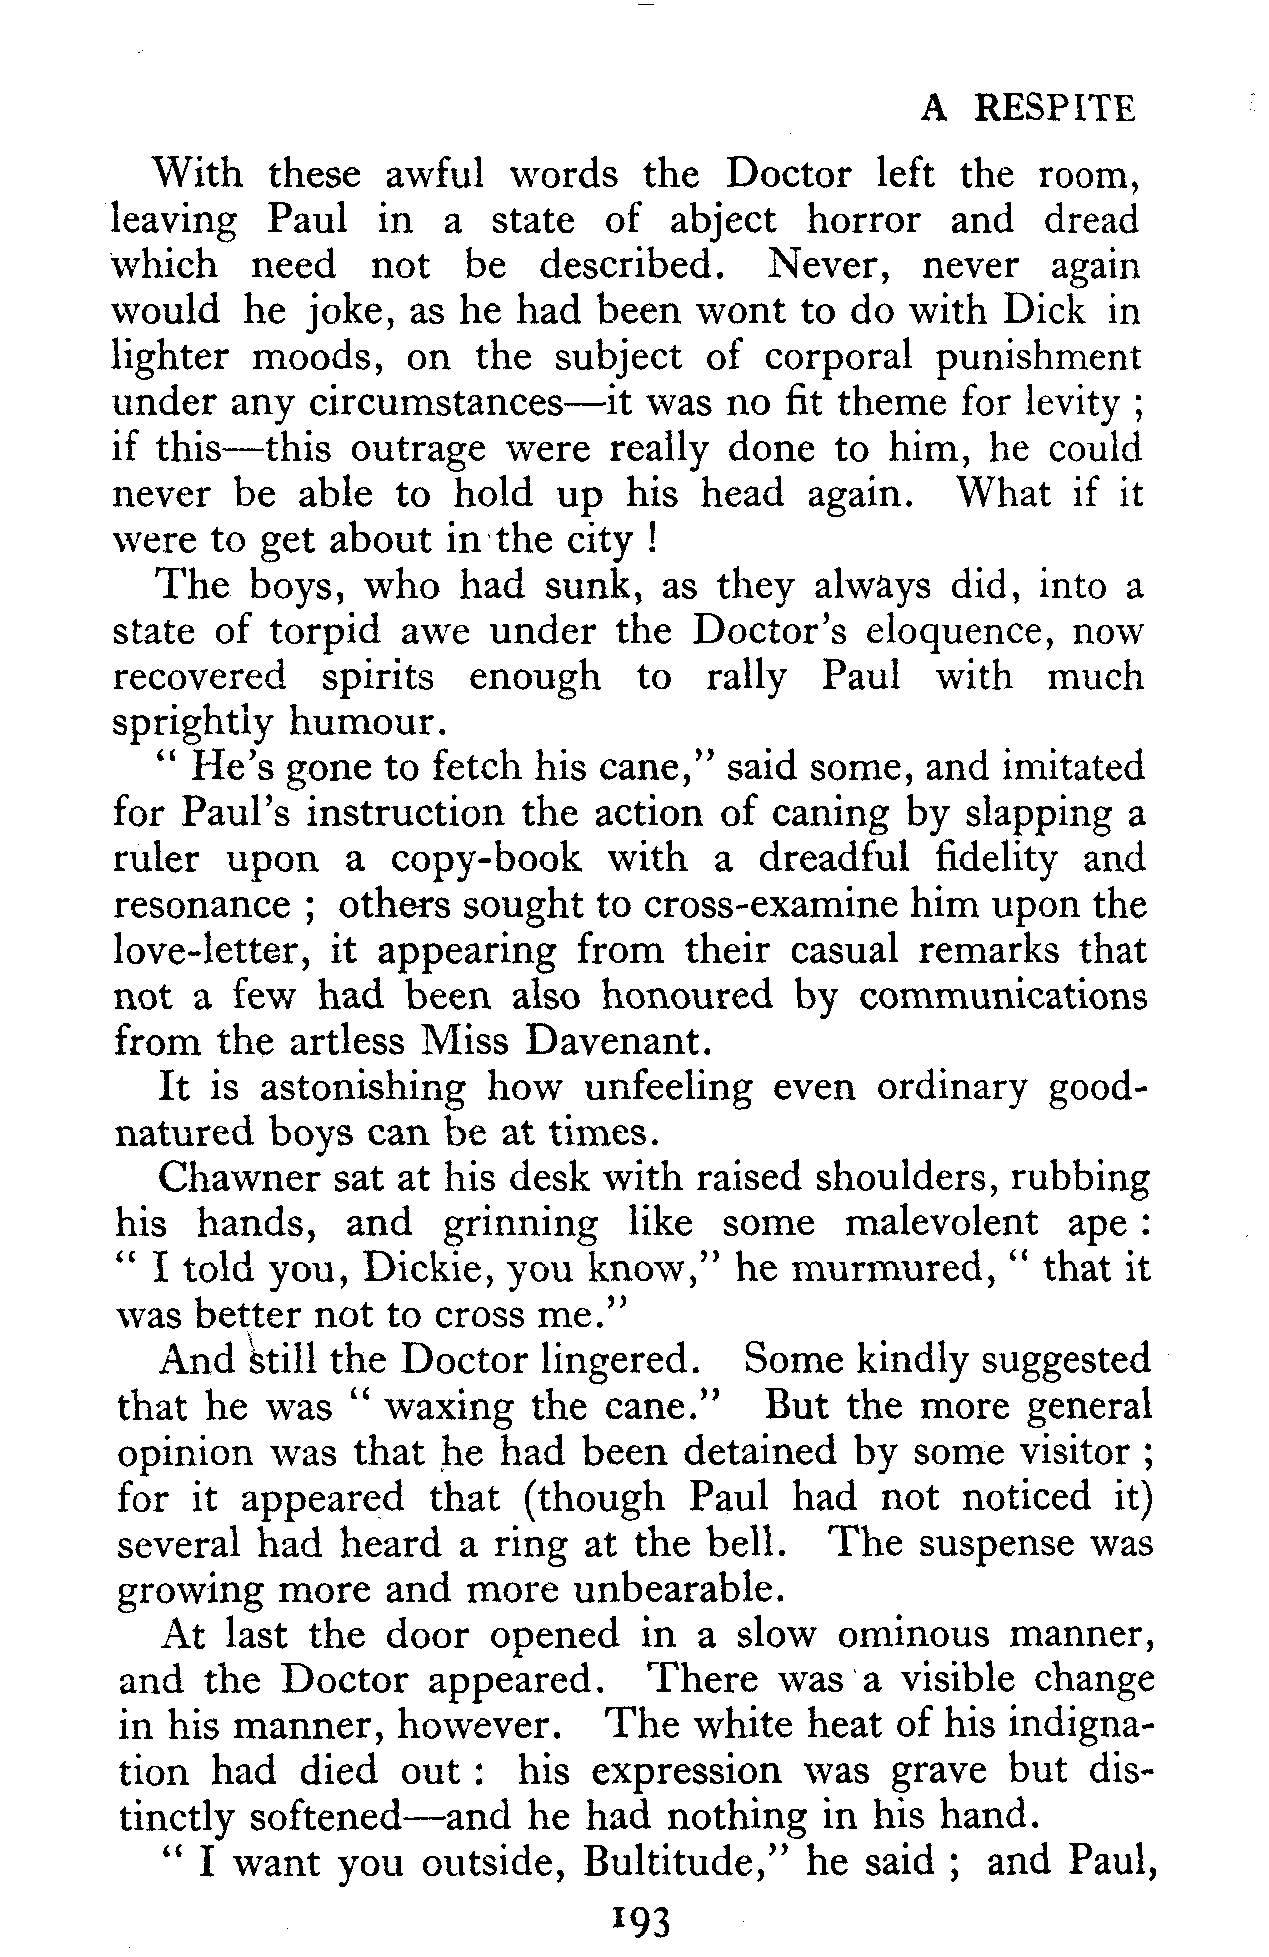 A RESPITE
With these awful words the Doctor left the room,
leaving Paul in a state of abject horror and dread
which need not be described. Never, never again
would he joke, as he had been wont to do with Dick in
lighter moods, on the subject of corporal punishment
under any circumstances—it was no fit theme for levity ;
if this—this outrage were really done to him, he could
never be able to hold up his head again. What if it
were to get about in the city !
The boys, who had sunk, as they always did, into a
state of torpid awe under the Doctor's eloquence, now
recovered spirits enough to rally Paul with much
sprightly humour.
" He's gone to fetch his cane," said some, and imitated
for Paul's instruction the action of caning by slapping a
ruler upon a copy-book with a dreadful fidelity and
resonance ; others sought to cross-examine him upon the
love-letter, it appearing from their casual remarks that
not a few had been also honoured by communications
from the artless Miss Davenant.
It is astonishing how unfeeling even ordinary good-
natured boys can be at times.
Chawner sat at his desk with raised shoulders, rubbing
his hands, and grinning like some malevolent ape :
" I told you, Dickie, you know," he murmured, " that it
was better not to cross me."
And still the Doctor lingered. Some kindly suggested
that he was " waxing the cane." But the more general
opinion was that he had been detained by some visitor ;
for it appeared that (though Paul had not noticed it)
several had heard a ring at the bell. The suspense was
growing more and more unbearable.
At last the door opened in a slow ominous manner,
and the Doctor appeared. There was a visible change
in his manner, however. The white heat of his indigna-
tion had died out : his expression was grave but dis-
tinctly softened—and he had nothing in his hand.
" I want you outside, Bultitude," he said ; and Paul,
193